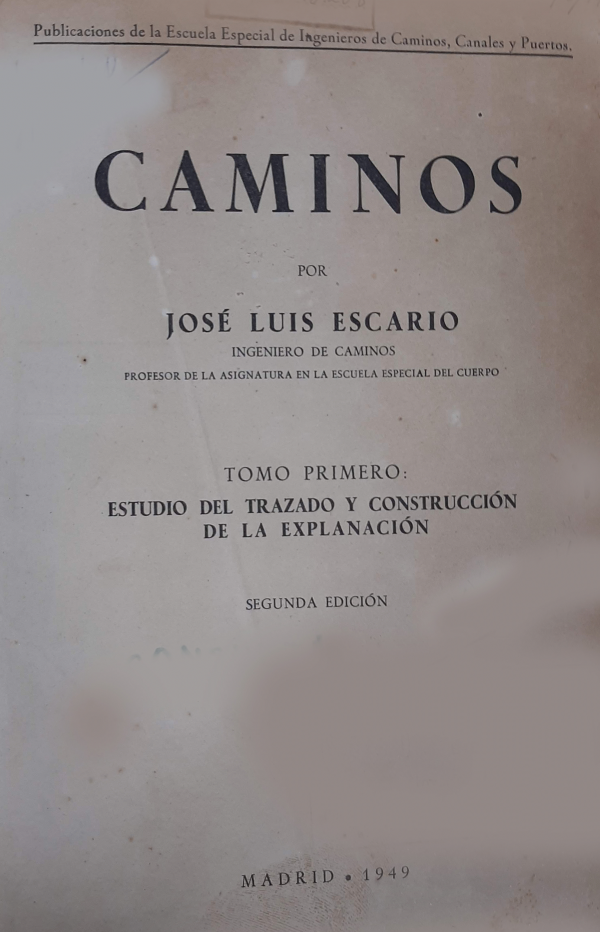 Publicaciones de la Escuela Especial de Ingenieros de Caminos, Canales y Puertos.
CAMINOS
POR
JOSÉ LUIS ESCARIO
INGENIERO DE CAMINOS
PROFESOR DE LA ASIGNATURA EN LA ESCUELA ESPECIAL DEL CUERPO
TOMO PRIMERO:
ESTUDIO DEL TRAZADO Y CONSTRUCCIÓN
DE LA EXPLANACIÓN
SEGUNDA EDICIÓN
MADRID • 1949